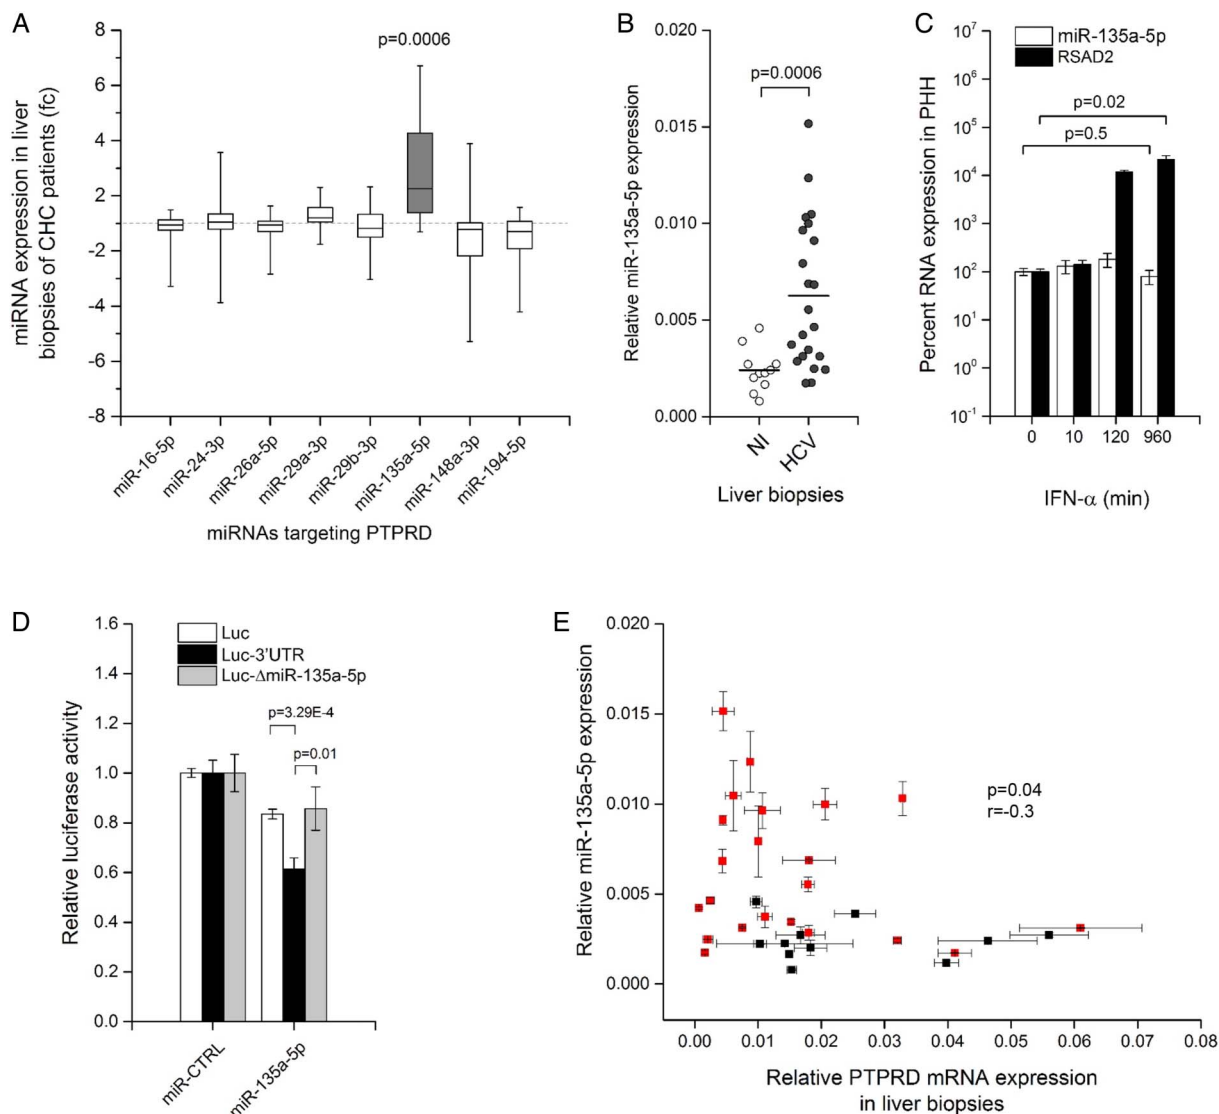 A
miRNA expression in liver
biopsies of CHC patients (fc)
8
6
4
2
0
-2
-4
-6
-8
p=0.0006
miR-16-5p
miR-24-3p
miR-26a-5p
miR-29a-3p
miR-29b-3p
miR-135a-5p
miR-148a-3p
miR-194-5p
miRNAs targeting PTPRD
B
Relative miR-135a-5p expression
0.020
0.015
0.010
0.005
0.000
p=0.0006
NI
HCV
Liver biopsies
C
Percent RNA expression in PHH
10⁷
10⁶
10⁵
10⁴
10³
10²
10¹
10⁰
10⁻¹
miR-135a-5p
RSAD2
p=0.02
p=0.5
0
10
120
960
IFN-α (min)
D
Relative luciferase activity
1.6
1.4
1.2
1.0
0.8
0.6
0.4
0.2
0.0
Luc
Luc-3'UTR
Luc-ΔmiR-135a-5p
p=3.29E-4
p=0.01
miR-CTRL
miR-135a-5p
E
Relative miR-135a-5p expression
0.020
0.015
0.010
0.005
0.000
p=0.04
r=-0.3
0.00
0.01
0.02
0.03
0.04
0.05
0.06
0.07
0.08
Relative PTPRD mRNA expression
in liver biopsies